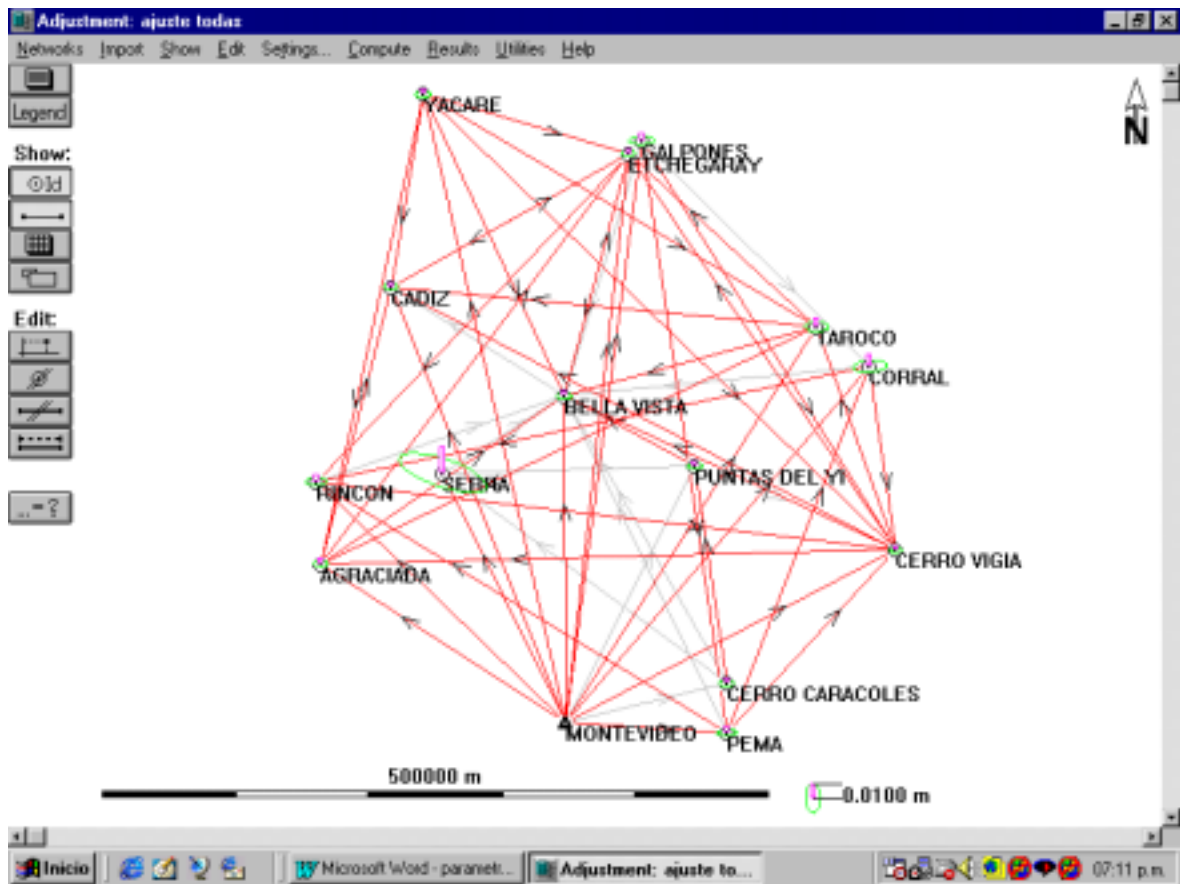 Adjustment: ajuste todas
Networks Import Show Edit Settings... Compute Results Utilities Help
Legend
Show:
Id
Edit:
...=?
N
YACARE
GALPONES
ETCHEGARAY
CADIZ
TAROCO
CORRAL
BELLA VISTA
PUNTAS DEL YI
SERNA
RINCON
CERRO VIGIA
AGRACIADA
CERRO CARACOLES
MONTEVIDEO
PEMA
500000 m
0.0100 m
Inicio
Microsoft Word - parametr...
Adjustment: ajuste to...
07:11 p.m.